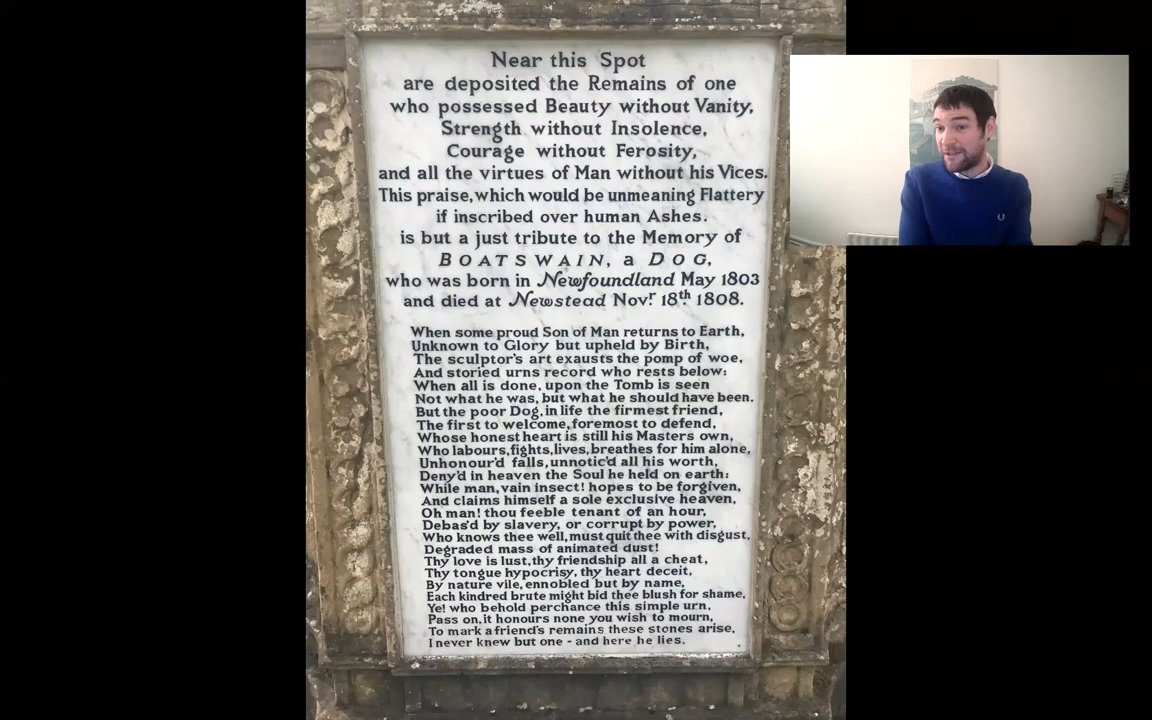 Near this Spot
are deposited the Remains of one
who possessed Beauty without Vanity,
Strength without Insolence,
Courage without Ferosity,
and all the virtues of Man without his Vices.
This praise, which would be unmeaning Flattery
if inscribed over human Ashes.
is but a just tribute to the Memory of
BOATSWAIN, a DOG,
who was born in Newfoundland May 1803
and died at Newstead Novr. 18th. 1808.
When some proud Son of Man returns to Earth,
Unknown to Glory but upheld by Birth,
The sculptor's art exausts the pomp of woe,
And storied urns record who rests below:
When all is done, upon the Tomb is seen
Not what he was, but what he should have been.
But the poor Dog, in life the firmest friend,
The first to welcome, foremost to defend,
Whose honest heart is still his Masters own,
Who labours, fights, lives, breathes for him alone,
Unhonour'd falls, unnotic'd all his worth,
Deny'd in heaven the Soul he held on earth:
While man, vain insect! hopes to be forgiven,
And claims himself a sole exclusive heaven,
Oh man! thou feeble tenant of an hour,
Debas'd by slavery, or corrupt by power,
Who knows thee well, must quit thee with disgust,
Degraded mass of animated dust!
Thy love is lust, thy friendship all a cheat,
Thy tongue hypocrisy, thy heart deceit,
By nature vile, ennobled but by name,
Each kindred brute might bid thee blush for shame,
Ye! who behold perchance this simple urn,
Pass on, it honours none you wish to mourn,
To mark a friend's remains these stones arise,
I never knew but one - and here he lies.